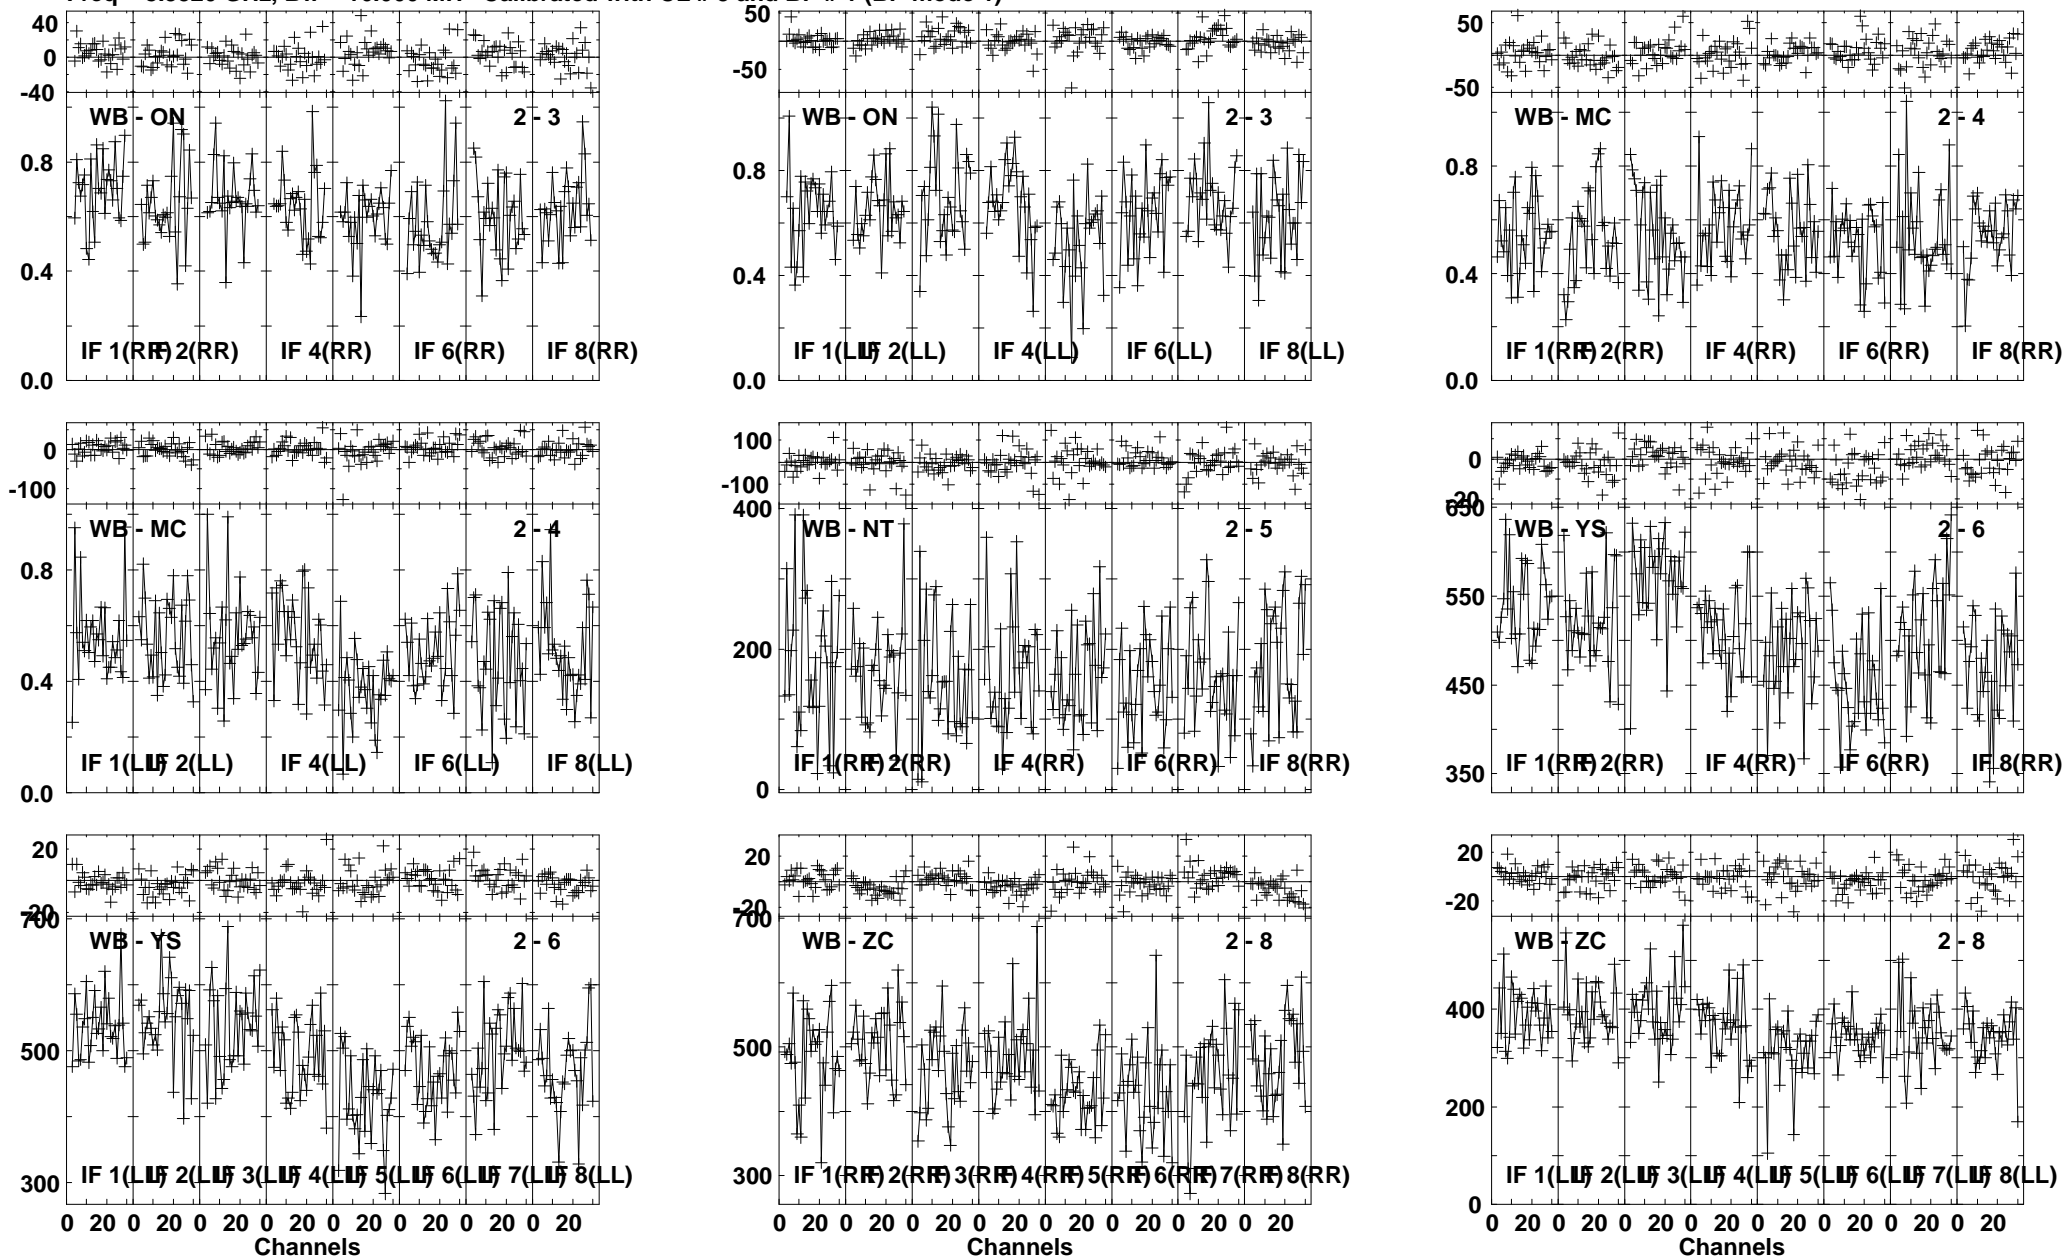 40 50 50
20
0 0 0
-20
-40 -50 -50
WB - ON 2 - 3 WB - ON 2 - 3 WB - MC 2 - 4
0.8 0.8 0.8
0.4 0.4 0.4
IF 1(RR) IF 2(RR) IF 4(RR) IF 6(RR) IF 8(RR) IF 1(LL) IF 2(LL) IF 4(LL) IF 6(LL) IF 8(LL) IF 1(RR) IF 2(RR) IF 4(RR) IF 6(RR) IF 8(RR)
0.0 0.0 0.0
0 100 0
-100 0 -20
-100
400 650
WB - MC 2 - 4 WB - NT 2 - 5 WB - YS 2 - 6
0.8 200 550
0.4 450
IF 1(LL) IF 2(LL) IF 4(LL) IF 6(LL) IF 8(LL) IF 1(RR) IF 2(RR) IF 4(RR) IF 6(RR) IF 8(RR) IF 1(RR) IF 2(RR) IF 4(RR) IF 6(RR) IF 8(RR)
0.0 0 350
20 20 20
-20 -20 -20
700 700
WB - YS 2 - 6 WB - ZC 2 - 8 WB - ZC 2 - 8
500 500 400
200
IF 1(LL) IF 2(LL) IF 3(LL) IF 4(LL) IF 5(LL) IF 6(LL) IF 7(LL) IF 8(LL) IF 1(RR) IF 2(RR) IF 3(RR) IF 4(RR) IF 5(RR) IF 6(RR) IF 7(RR) IF 8(RR) IF 1(LL) IF 2(LL) IF 3(LL) IF 4(LL) IF 5(LL) IF 6(LL) IF 7(LL) IF 8(LL)
300 300 0
0 20 0 20 0 20 0 20 0 20 0 20 0 20 0 20 0 20 0 20 0 20 0 20 0 20 0 20 0 20 0 20 0 20 0 20 0 20 0 20 0 20 0 20 0 20 0 20
Channels Channels